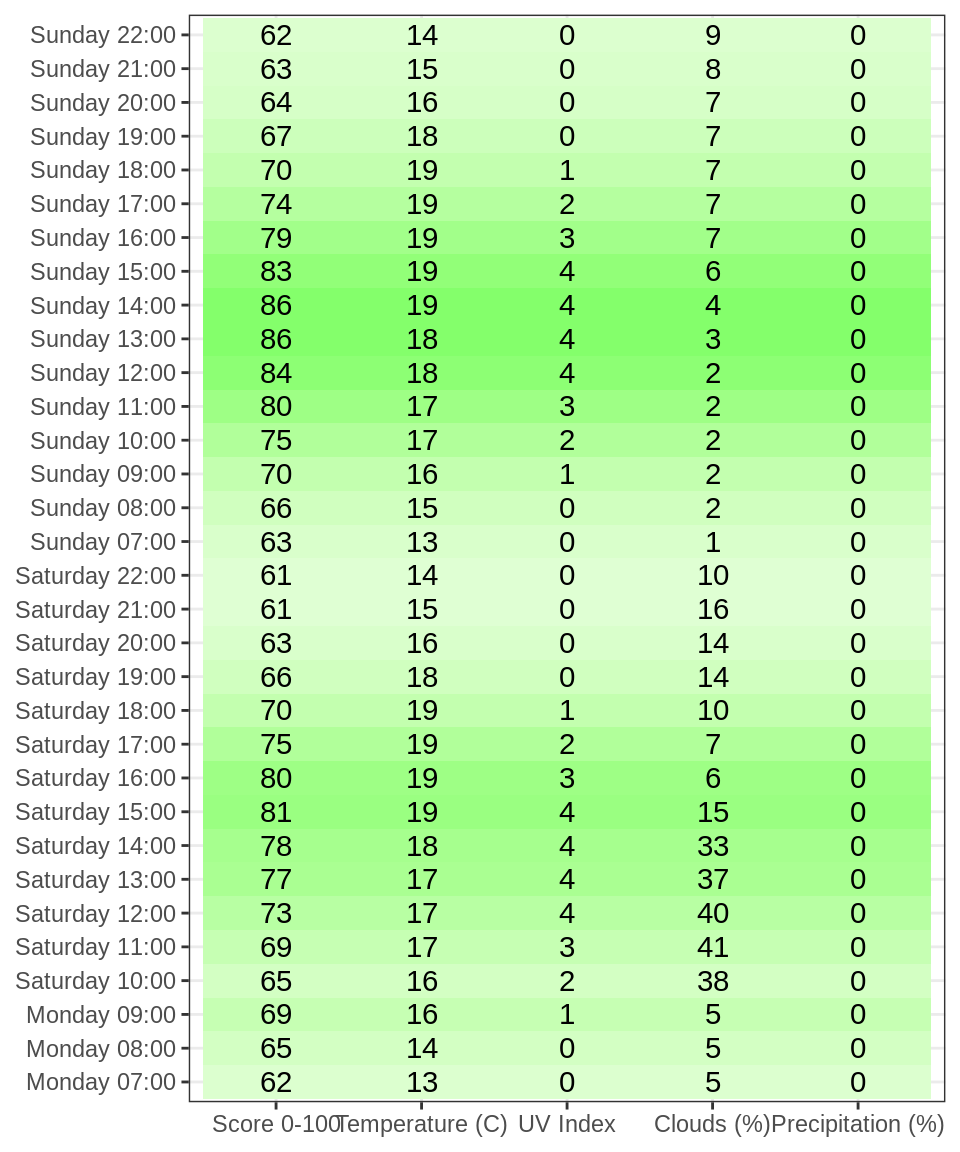 Sunday 22:00 62 14 0 9 0
Sunday 21:00 63 15 0 8 0
Sunday 20:00 64 16 0 7 0
Sunday 19:00 67 18 0 7 0
Sunday 18:00 70 19 1 7 0
Sunday 17:00 74 19 2 7 0
Sunday 16:00 79 19 3 7 0
Sunday 15:00 83 19 4 6 0
Sunday 14:00 86 19 4 4 0
Sunday 13:00 86 18 4 3 0
Sunday 12:00 84 18 4 2 0
Sunday 11:00 80 17 3 2 0
Sunday 10:00 75 17 2 2 0
Sunday 09:00 70 16 1 2 0
Sunday 08:00 66 15 0 2 0
Sunday 07:00 63 13 0 1 0
Saturday 22:00 61 14 0 10 0
Saturday 21:00 61 15 0 16 0
Saturday 20:00 63 16 0 14 0
Saturday 19:00 66 18 0 14 0
Saturday 18:00 70 19 1 10 0
Saturday 17:00 75 19 2 7 0
Saturday 16:00 80 19 3 6 0
Saturday 15:00 81 19 4 15 0
Saturday 14:00 78 18 4 33 0
Saturday 13:00 77 17 4 37 0
Saturday 12:00 73 17 4 40 0
Saturday 11:00 69 17 3 41 0
Saturday 10:00 65 16 2 38 0
Monday 09:00 69 16 1 5 0
Monday 08:00 65 14 0 5 0
Monday 07:00 62 13 0 5 0
Score 0-100 Temperature (C) UV Index Clouds (%) Precipitation (%)